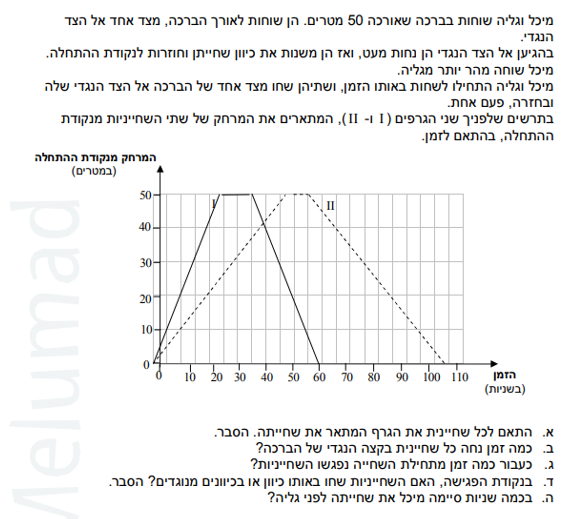 מיכל וגליה שוחות בברכה שאורכה 50 מטרים. הן שוחות לאורך הברכה, מצד אחד אל הצד
הנגדי.
בהגיען אל הצד הנגדי הן נחות מעט, ואז הן משנות את כיוון שחייתן וחוזרות לנקודת ההתחלה.
מיכל שוחה מהר יותר מגליה.
מיכל וגליה התחילו לשחות באותו הזמן, ושתיהן שחו מצד אחד של הברכה אל הצד הנגדי שלה
ובחזרה, פעם אחת.
בתרשים שלפניך שני הגרפים (I ו- II), המתארים את המרחק של שתי השחייניות מנקודת
ההתחלה, בהתאם לזמן.
המרחק מנקודת ההתחלה
(במטרים)
50
40
30
20
10
0
I
II
0 10 20 30 40 50 60 70 80 90 100 110
הזמן
(בשניות)
א. התאם לכל שחיינית את הגרף המתאר את שחייתה. הסבר.
ב. כמה זמן נחה כל שחיינית בקצה הנגדי של הברכה?
ג. כעבור כמה זמן מתחילת השחייה נפגשו השחייניות?
ד. בנקודת הפגישה, האם השחייניות שחו באותו כיוון או בכיוונים מנוגדים? הסבר.
ה. בכמה שניות סיימה מיכל את שחייתה לפני גליה?
Melumad